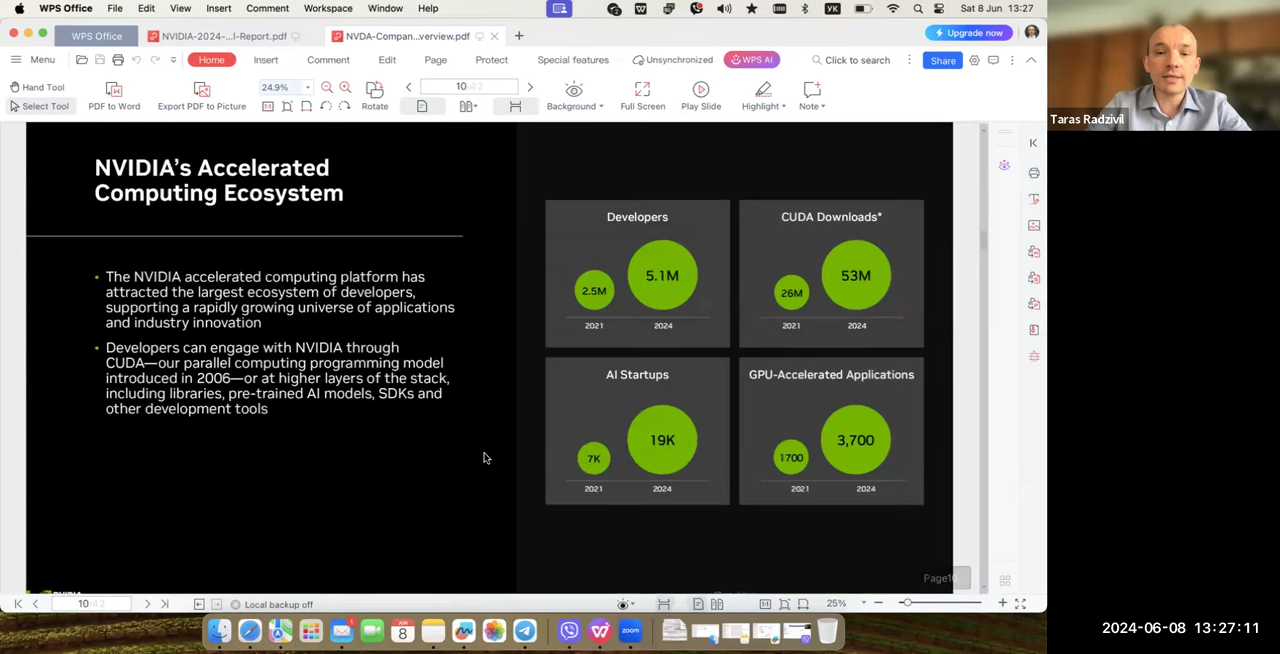 WPS Office File Edit View Insert Comment Workspace Window Help УК Sat 8 Jun 13:27
WPS Office NVIDIA-2024-...l-Report.pdf NVDA-Compan...verview.pdf Upgrade now
Menu Home Insert Comment Edit Page Protect Special features Unsynchronized WPS AI Click to search Share
Hand Tool 24.9% 10/42
Select Tool PDF to Word Export PDF to Picture Rotate Background Full Screen Play Slide Highlight Note
NVIDIA's Accelerated
Computing Ecosystem
• The NVIDIA accelerated computing platform has
attracted the largest ecosystem of developers,
supporting a rapidly growing universe of applications
and industry innovation
• Developers can engage with NVIDIA through
CUDA—our parallel computing programming model
introduced in 2006—or at higher layers of the stack,
including libraries, pre-trained AI models, SDKs and
other development tools
Developers
2.5M 5.1M
2021 2024
CUDA Downloads*
26M 53M
2021 2024
AI Startups
7K 19K
2021 2024
GPU-Accelerated Applications
1700 3,700
2021 2024
Page10
10/42 Local backup off 25%
JUN
8
zoom
Taras Radzivil
2024-06-08 13:27:11